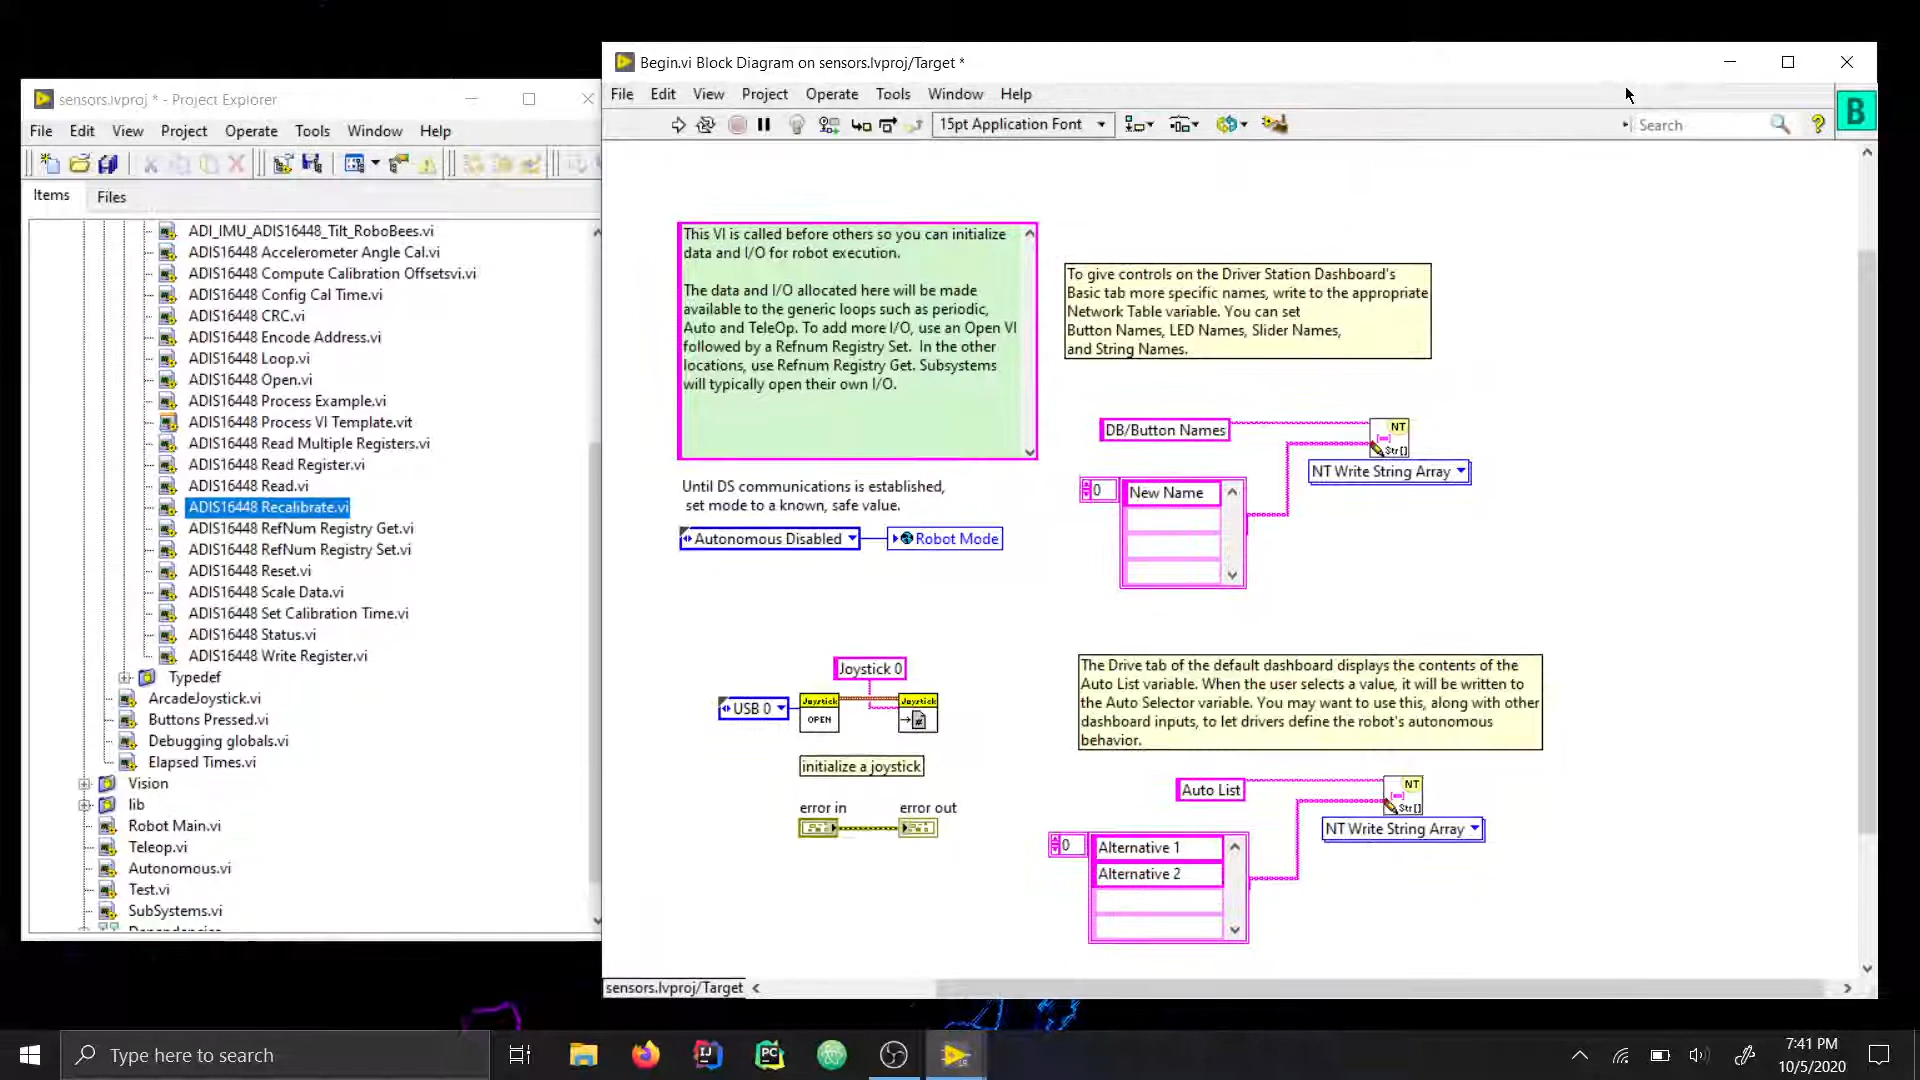 sensors.lvproj * - Project Explorer
File Edit View Project Operate Tools Window Help
Items Files
ADI_IMU_ADIS16448_Tilt_RoboBees.vi
ADIS16448 Accelerometer Angle Cal.vi
ADIS16448 Compute Calibration Offsetsvi.vi
ADIS16448 Config Cal Time.vi
ADIS16448 CRC.vi
ADIS16448 Encode Address.vi
ADIS16448 Loop.vi
ADIS16448 Open.vi
ADIS16448 Process Example.vi
ADIS16448 Process VI Template.vit
ADIS16448 Read Multiple Registers.vi
ADIS16448 Read Register.vi
ADIS16448 Read.vi
ADIS16448 Recalibrate.vi
ADIS16448 RefNum Registry Get.vi
ADIS16448 RefNum Registry Set.vi
ADIS16448 Reset.vi
ADIS16448 Scale Data.vi
ADIS16448 Set Calibration Time.vi
ADIS16448 Status.vi
ADIS16448 Write Register.vi
Typedef
ArcadeJoystick.vi
Buttons Pressed.vi
Debugging globals.vi
Elapsed Times.vi
Vision
lib
Robot Main.vi
Teleop.vi
Autonomous.vi
Test.vi
SubSystems.vi
Begin.vi Block Diagram on sensors.lvproj/Target *
File Edit View Project Operate Tools Window Help
15pt Application Font
Search
?
B
This VI is called before others so you can initialize
data and I/O for robot execution.
The data and I/O allocated here will be made
available to the generic loops such as periodic,
Auto and TeleOp. To add more I/O, use an Open VI
followed by a Refnum Registry Set. In the other
locations, use Refnum Registry Get. Subsystems
will typically open their own I/O.
To give controls on the Driver Station Dashboard's
Basic tab more specific names, write to the appropriate
Network Table variable. You can set
Button Names, LED Names, Slider Names,
and String Names.
DB/Button Names
NT
Str[]
NT Write String Array
0
New Name
Until DS communications is established,
set mode to a known, safe value.
Autonomous Disabled
Robot Mode
Joystick 0
USB 0
Joystick
OPEN
Joystick
#
initialize a joystick
error in
error out
The Drive tab of the default dashboard displays the contents of the
Auto List variable. When the user selects a value, it will be written to
the Auto Selector variable. You may want to use this, along with other
dashboard inputs, to let drivers define the robot's autonomous
behavior.
Auto List
NT
Str[]
NT Write String Array
0
Alternative 1
Alternative 2
sensors.lvproj/Target
Type here to search
IJ
PC
7:41 PM
10/5/2020